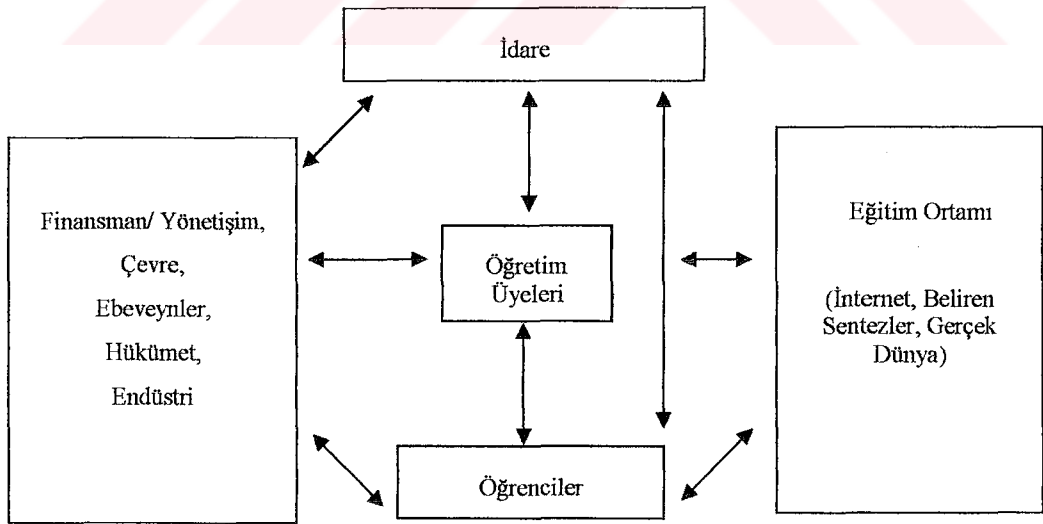 İdare
Finansman/ Yönetişim,
Çevre,
Ebeveynler,
Hükümet,
Endüstri
Öğretim
Üyeleri
Eğitim Ortamı
(İnternet, Beliren
Sentezler, Gerçek
Dünya)
Öğrenciler